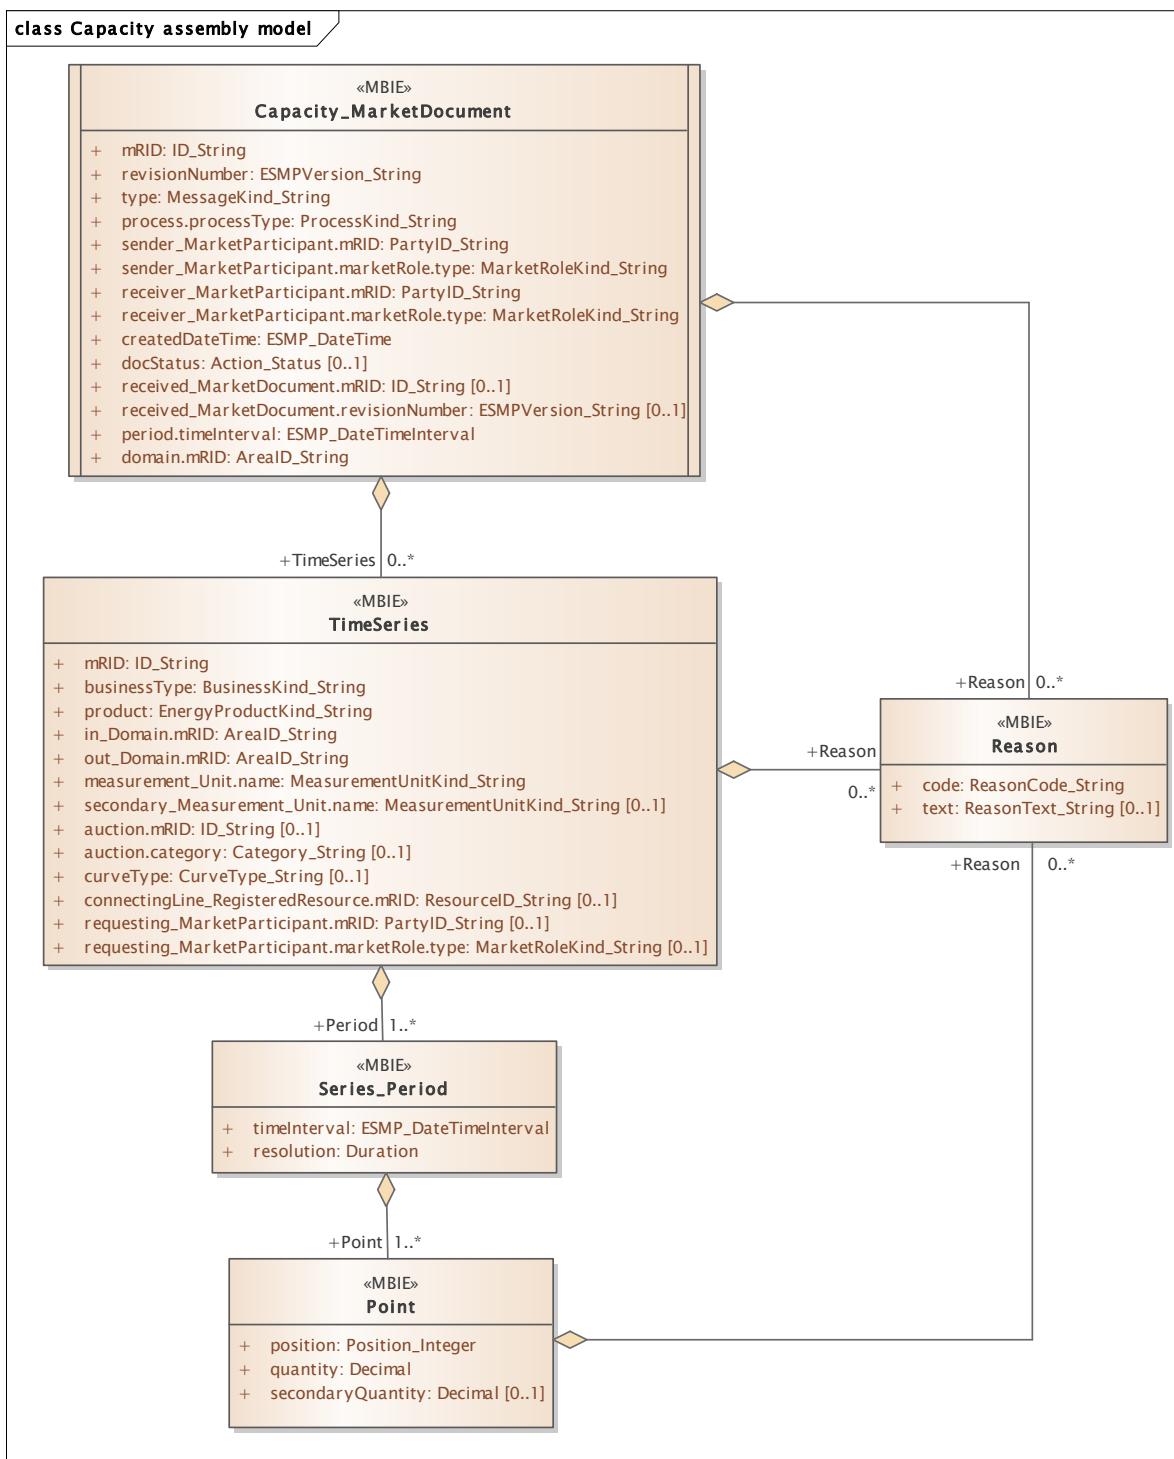 class Capacity assembly model
«MBIE»
Capacity_MarketDocument
+ mRID: ID_String
+ revisionNumber: ESMPVersion_String
+ type: MessageKind_String
+ process.processType: ProcessKind_String
+ sender_MarketParticipant.mRID: PartyID_String
+ sender_MarketParticipant.marketRole.type: MarketRoleKind_String
+ receiver_MarketParticipant.mRID: PartyID_String
+ receiver_MarketParticipant.marketRole.type: MarketRoleKind_String
+ createdDateTime: ESMP_DateTime
+ docStatus: Action_Status [0..1]
+ received_MarketDocument.mRID: ID_String [0..1]
+ received_MarketDocument.revisionNumber: ESMPVersion_String [0..1]
+ period.timeInterval: ESMP_DateTimeInterval
+ domain.mRID: AreaID_String
+TimeSeries 0..*
«MBIE»
TimeSeries
+ mRID: ID_String
+ businessType: BusinessKind_String
+ product: EnergyProductKind_String
+ in_Domain.mRID: AreaID_String
+ out_Domain.mRID: AreaID_String
+ measurement_Unit.name: MeasurementUnitKind_String
+ secondary_Measurement_Unit.name: MeasurementUnitKind_String [0..1]
+ auction.mRID: ID_String [0..1]
+ auction.category: Category_String [0..1]
+ curveType: CurveType_String [0..1]
+ connectingLine_RegisteredResource.mRID: ResourceID_String [0..1]
+ requesting_MarketParticipant.mRID: PartyID_String [0..1]
+ requesting_MarketParticipant.marketRole.type: MarketRoleKind_String [0..1]
+Reason 0..*
+Reason
0..*
«MBIE»
Reason
+ code: ReasonCode_String
+ text: ReasonText_String [0..1]
+Reason 0..*
+Period 1..*
«MBIE»
Series_Period
+ timeInterval: ESMP_DateTimeInterval
+ resolution: Duration
+Point 1..*
«MBIE»
Point
+ position: Position_Integer
+ quantity: Decimal
+ secondaryQuantity: Decimal [0..1]